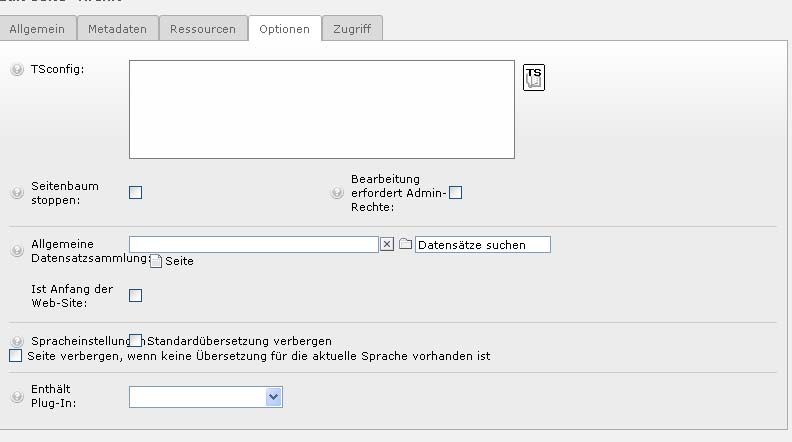 Allgemein Metadaten Ressourcen Optionen Zugriff
TSconfig:
TS
Seitenbaum
stoppen:
Bearbeitung
erfordert Admin-
Rechte:
Allgemeine
Datensatzsammlung:
Datensätze suchen
Seite
Ist Anfang der
Web-Site:
Spracheinstellungen
Standardübersetzung verbergen
Seite verbergen, wenn keine Übersetzung für die aktuelle Sprache vorhanden ist
Enthält
Plug-In: